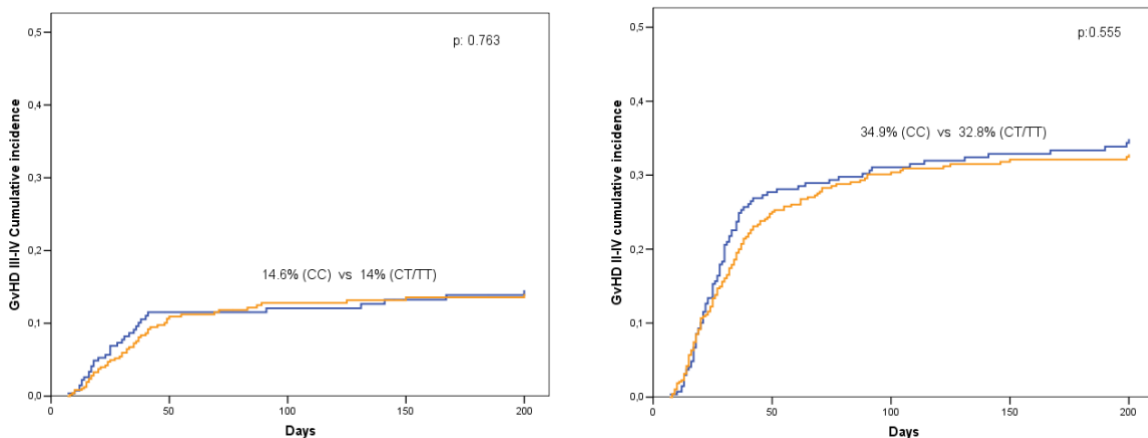 p: 0.763
GvHD III-IV Cumulative incidence
0,5
0,4
0,3
0,2
0,1
0,0
14.6% (CC) vs 14% (CT/TT)
0
50
100
150
200
Days
p:0.555
GvHD II-IV cumulative incidence
0,5
0,4
0,3
0,2
0,1
0,0
34.9% (CC) vs 32.8% (CT/TT)
0
50
100
150
200
Days